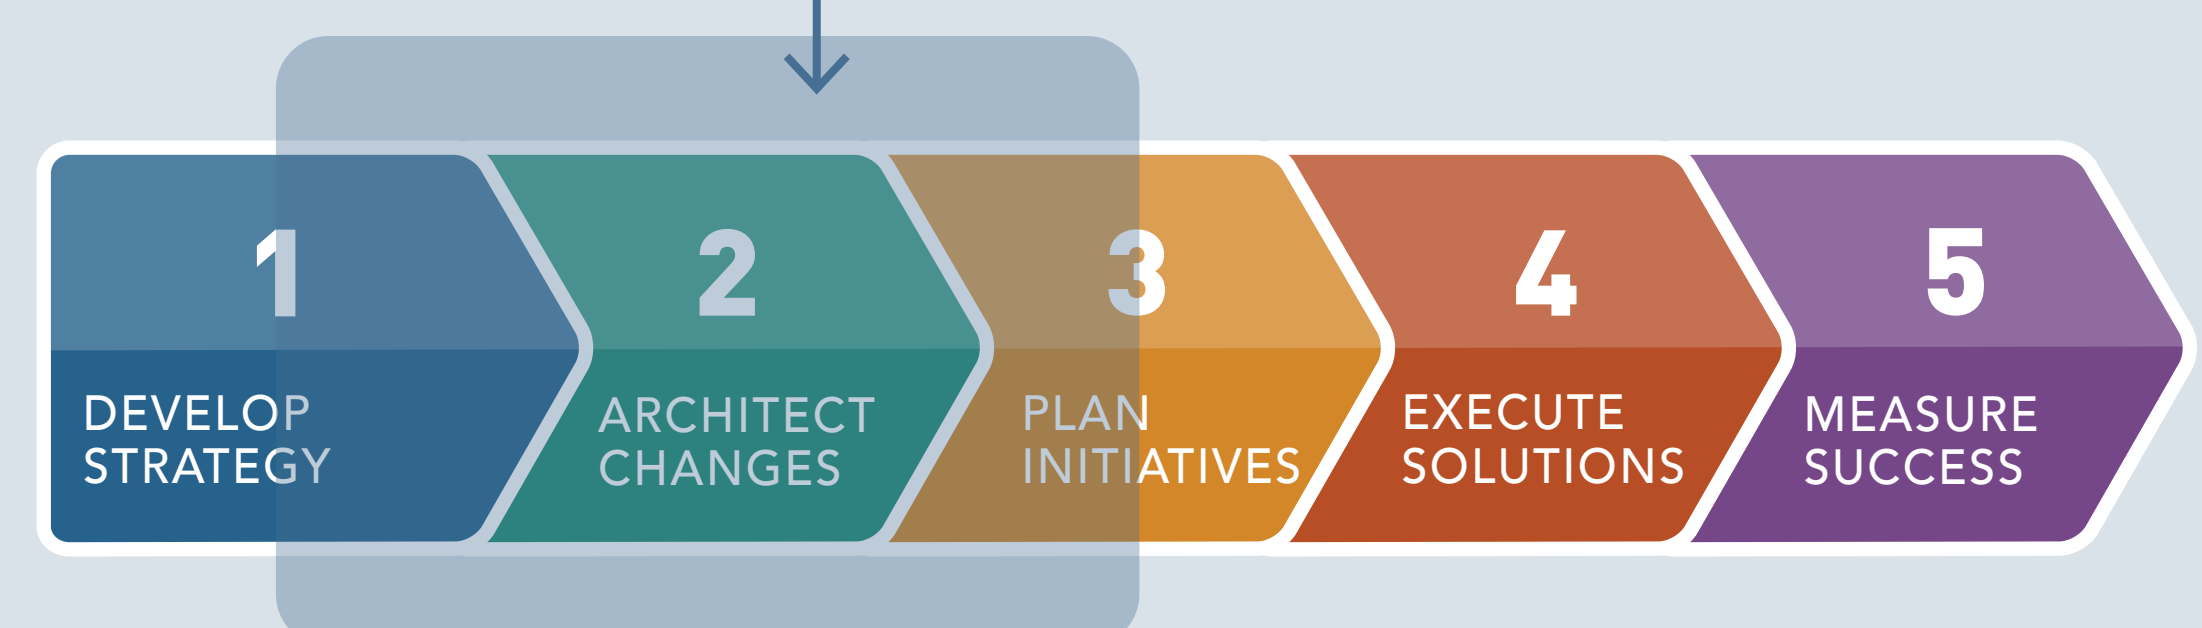 1
DEVELOP
STRATEGY
2
ARCHITECT
CHANGES
3
PLAN
INITIATIVES
4
EXECUTE
SOLUTIONS
5
MEASURE
SUCCESS